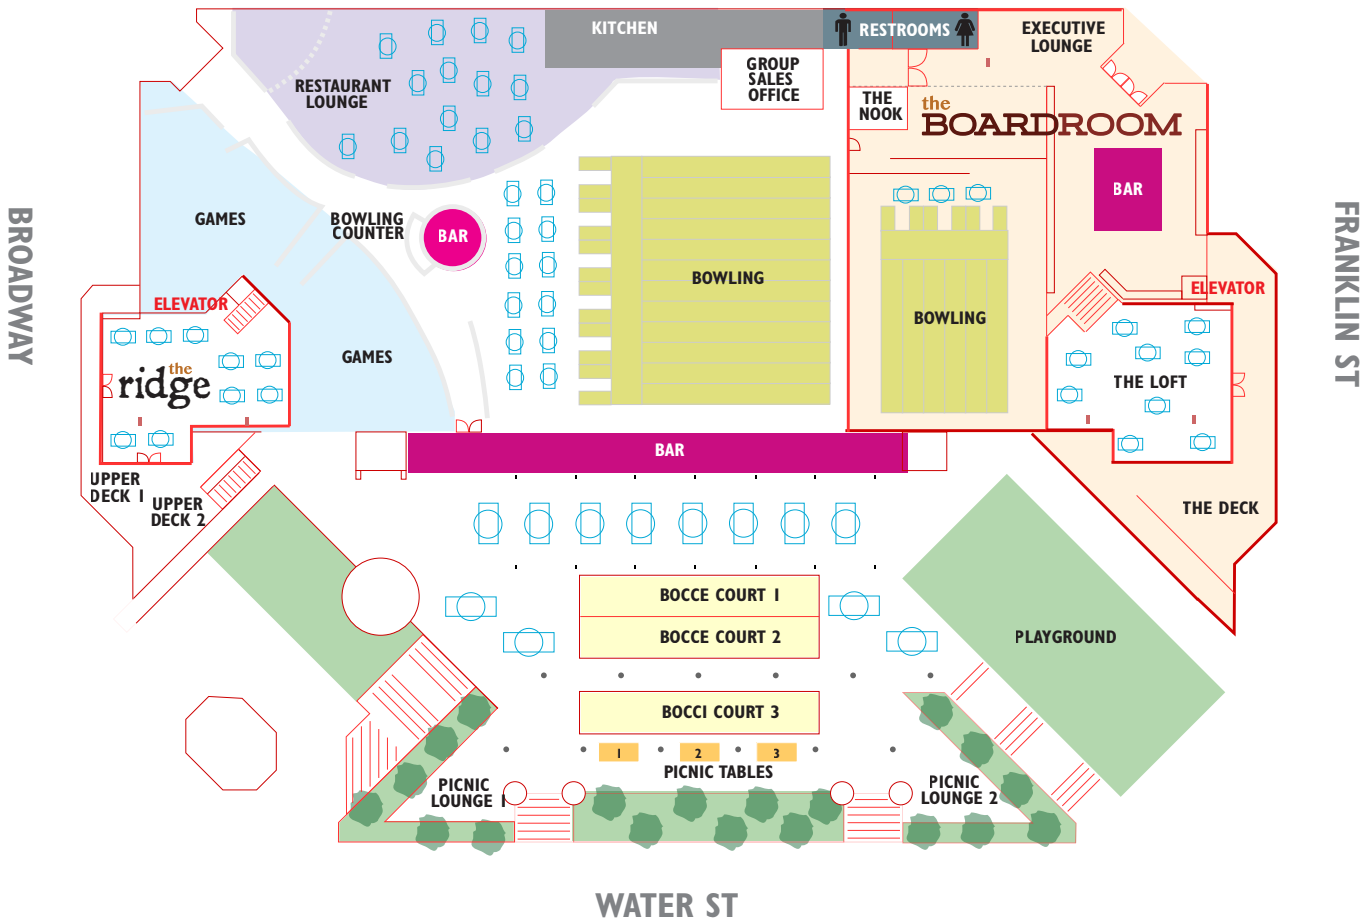 KITCHEN
RESTROOMS
EXECUTIVE
LOUNGE
GROUP
SALES
OFFICE
RESTAURANT
LOUNGE
THE
NOOK
the
BOARDROOM
BAR
GAMES
BOWLING
COUNTER
BAR
BROADWAY
FRANKLIN ST
BOWLING
ELEVATOR
ELEVATOR
BOWLING
GAMES
the
ridge
THE LOFT
BAR
UPPER
DECK 1
UPPER
DECK 2
THE DECK
BOCCE COURT 1
BOCCE COURT 2
PLAYGROUND
BOCCI COURT 3
1
2
3
PICNIC TABLES
PICNIC
LOUNGE 1
PICNIC
LOUNGE 2
WATER ST